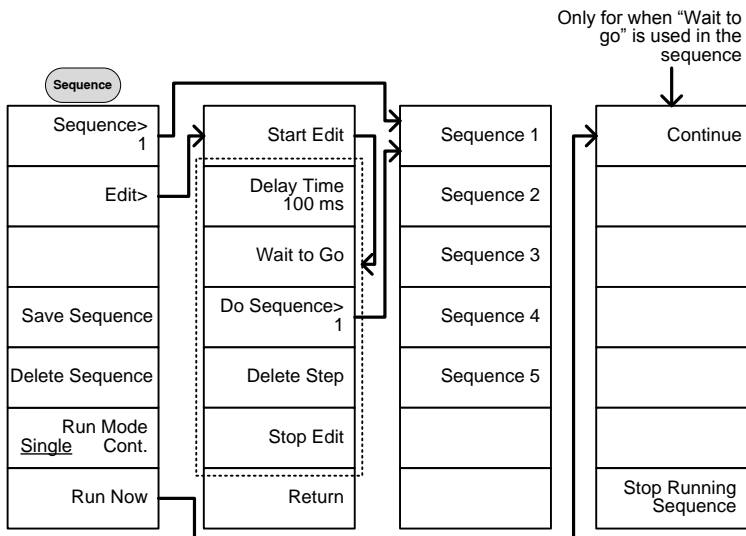 Only for when “Wait to
go” is used in the
sequence
Sequence
Sequence>
1
Edit>
Save Sequence
Delete Sequence
Run Mode
Single Cont.
Run Now
Start Edit
Delay Time
100 ms
Wait to Go
Do Sequence>
1
Delete Step
Stop Edit
Return
Sequence 1
Sequence 2
Sequence 3
Sequence 4
Sequence 5
Continue
Stop Running
Sequence